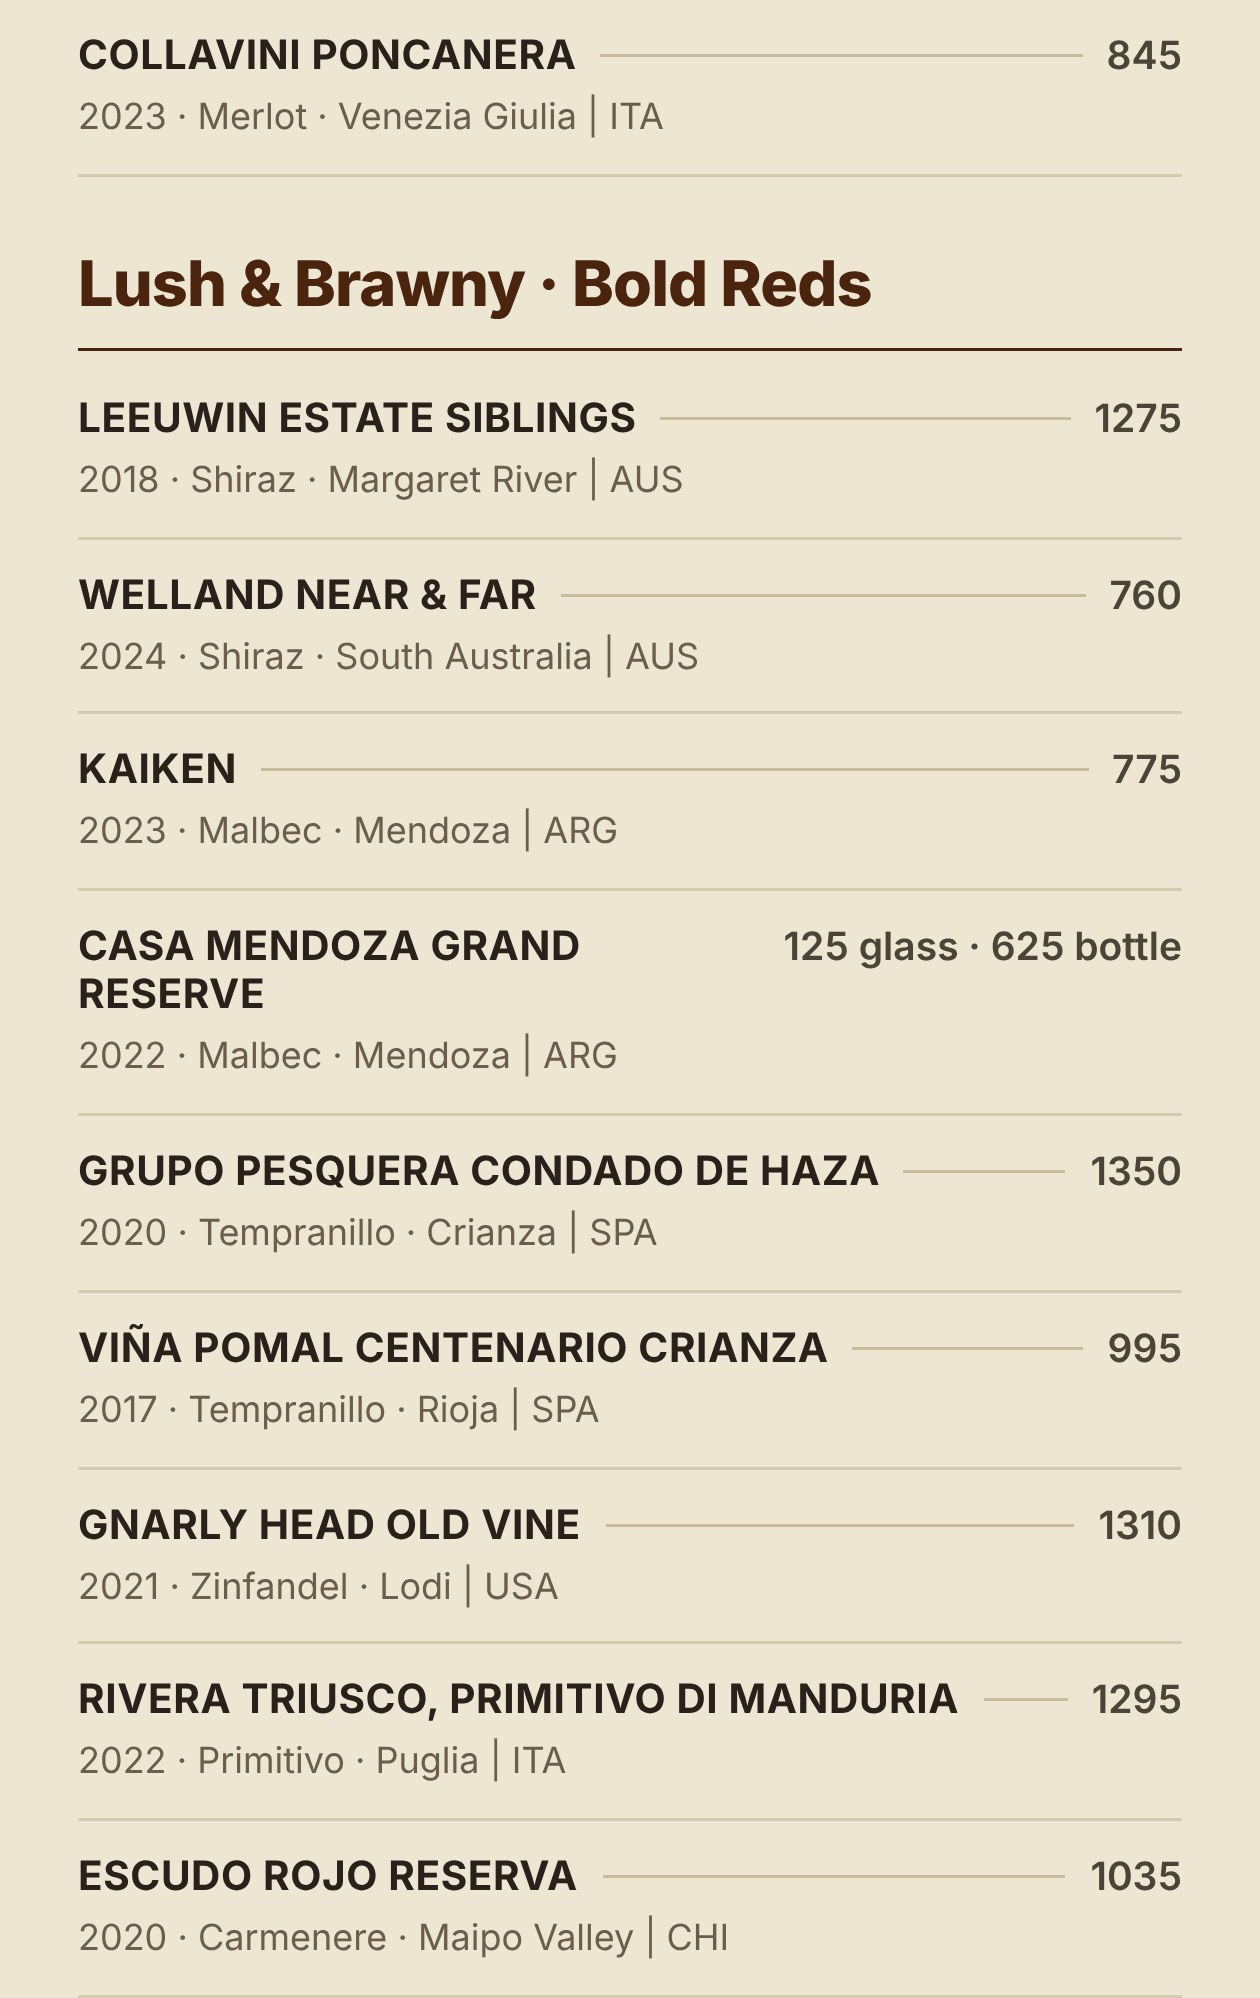 COLLAVINI PONCANERA 845
2023 · Merlot · Venezia Giulia | ITA
Lush & Brawny · Bold Reds
LEEUWIN ESTATE SIBLINGS 1275
2018 · Shiraz · Margaret River | AUS
WELLAND NEAR & FAR 760
2024 · Shiraz · South Australia | AUS
KAIKEN 775
2023 · Malbec · Mendoza | ARG
CASA MENDOZA GRAND 125 glass · 625 bottle
RESERVE
2022 · Malbec · Mendoza | ARG
GRUPO PESQUERA CONDADO DE HAZA 1350
2020 · Tempranillo · Crianza | SPA
VIÑA POMAL CENTENARIO CRIANZA 995
2017 · Tempranillo · Rioja | SPA
GNARLY HEAD OLD VINE 1310
2021 · Zinfandel · Lodi | USA
RIVERA TRIUSCO, PRIMITIVO DI MANDURIA 1295
2022 · Primitivo · Puglia | ITA
ESCUDO ROJO RESERVA 1035
2020 · Carmenere · Maipo Valley | CHI